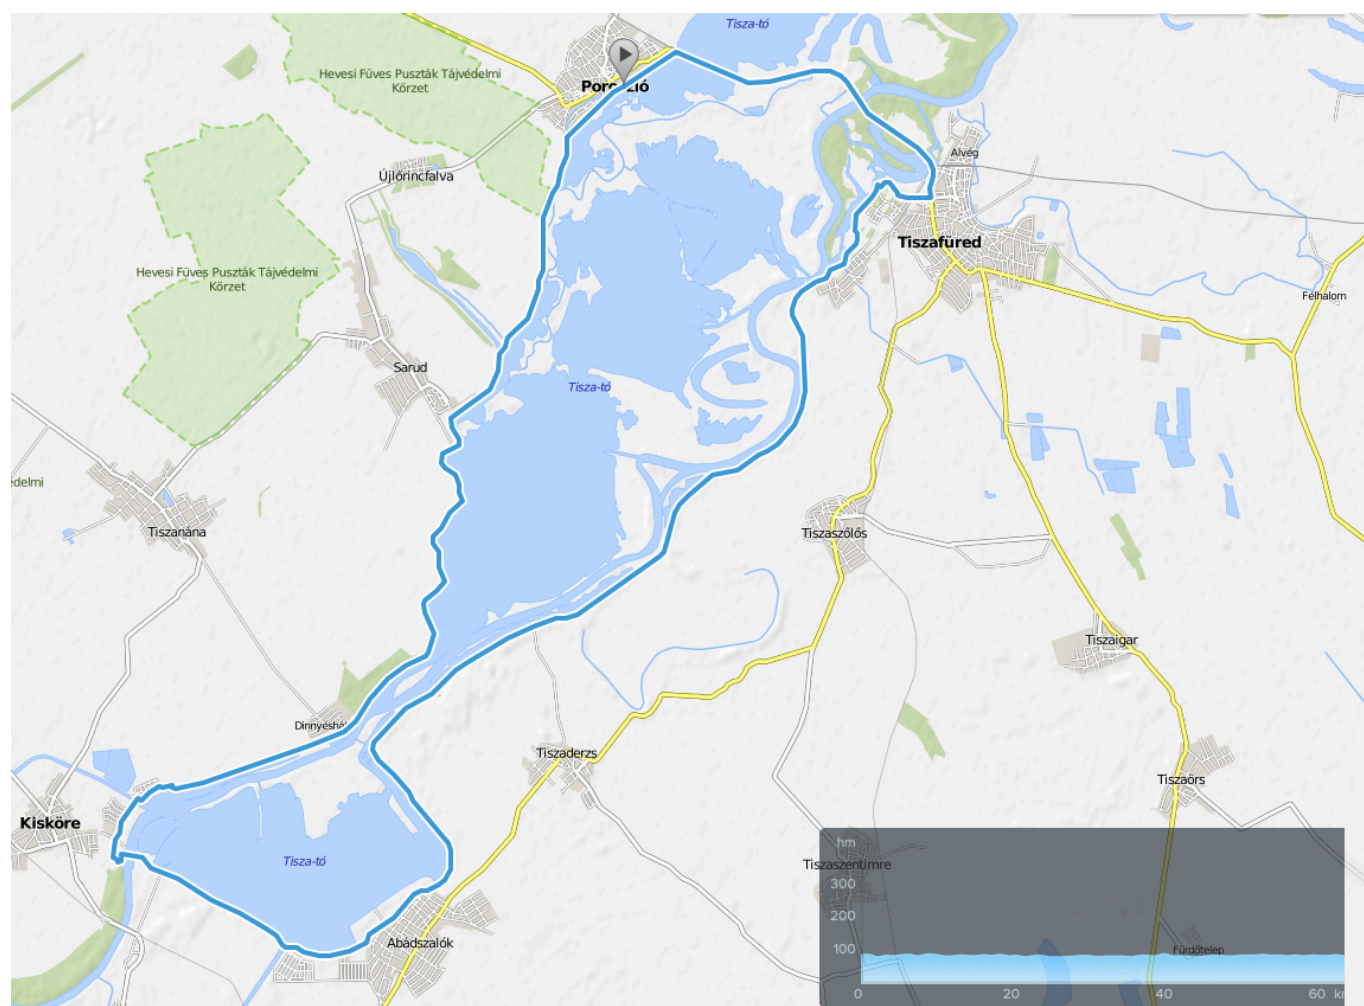 Tisza-tó
Hevesi Füves Puszták Tájvédelmi
Körzet
Alvég
Újlőrincfalva
Tiszafüred
Hevesi Füves Puszták Tájvédelmi
Körzet
Félhalom
Sarud
Tisza-tó
édelmi
Tiszanána
Tiszaszőlős
Tiszaigar
Tiszaderzs
Tiszaörs
Kisköre
hm
Tisza-tó
Tiszaszentimre
300
200
Abádszalók
100
Fürdőtelep
0
20
40
60 km